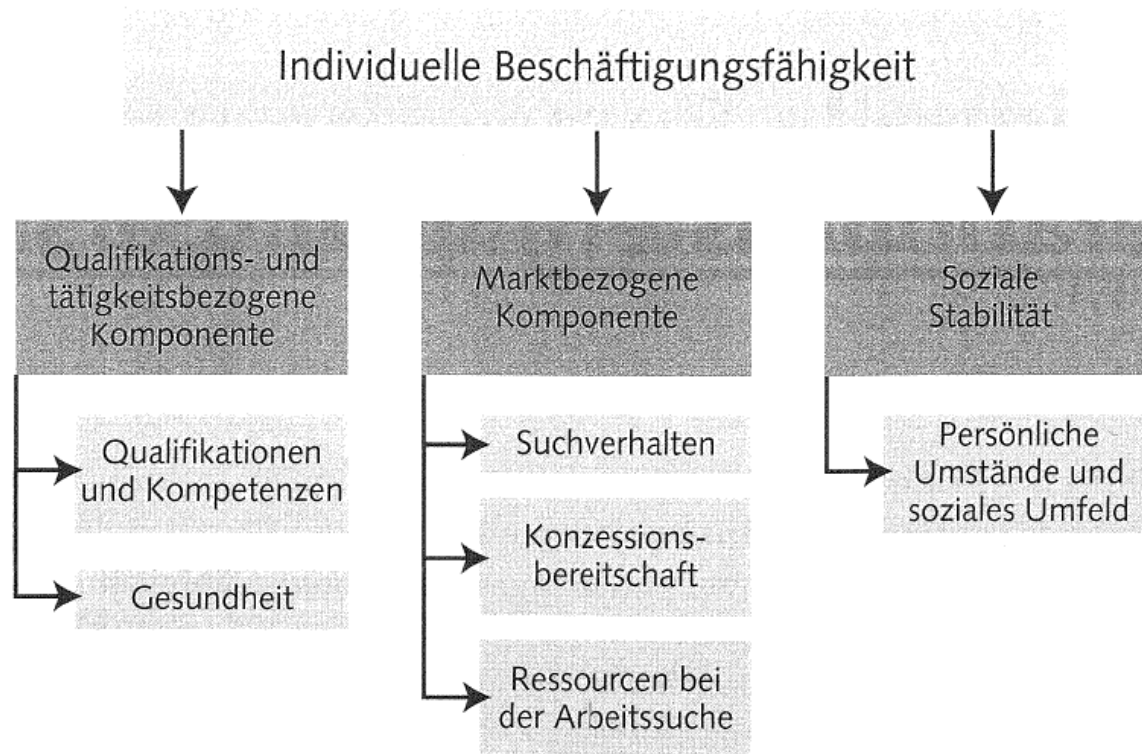 Individuelle Beschäftigungsfähigkeit
Qualifikations- und
tätigkeitsbezogene
Komponente
Qualifikationen
und Kompetenzen
Gesundheit
Marktbezogene
Komponente
Suchverhalten
Konzessions-
bereitschaft
Ressourcen bei
der Arbeitssuche
Soziale
Stabilität
Persönliche
Umstände und
soziales Umfeld